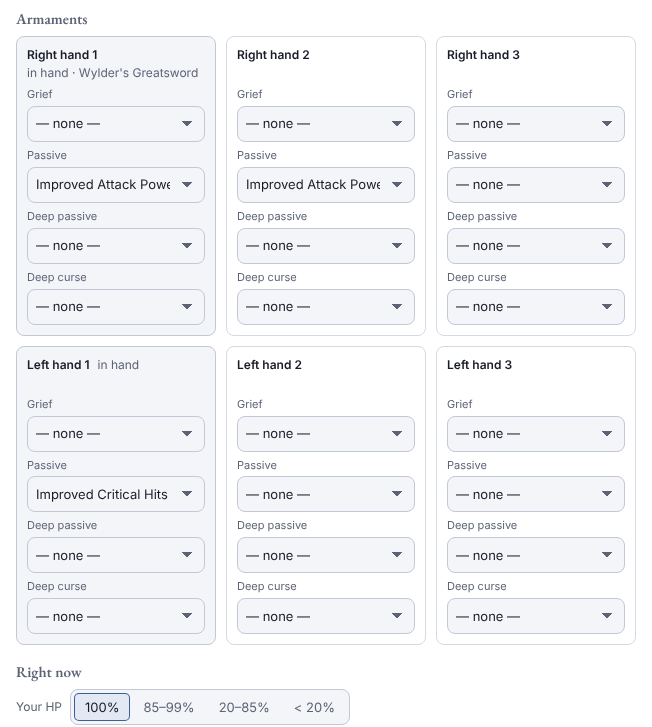 Armaments
Right hand 1
in hand · Wylder's Greatsword
Grief
— none —
Passive
Improved Attack Powe
Deep passive
— none —
Deep curse
— none —
Right hand 2
Grief
— none —
Passive
Improved Attack Powe
Deep passive
— none —
Deep curse
— none —
Right hand 3
Grief
— none —
Passive
— none —
Deep passive
— none —
Deep curse
— none —
Left hand 1 in hand
Grief
— none —
Passive
Improved Critical Hits
Deep passive
— none —
Deep curse
— none —
Left hand 2
Grief
— none —
Passive
— none —
Deep passive
— none —
Deep curse
— none —
Left hand 3
Grief
— none —
Passive
— none —
Deep passive
— none —
Deep curse
— none —
Right now
Your HP 100% 85–99% 20–85% < 20%